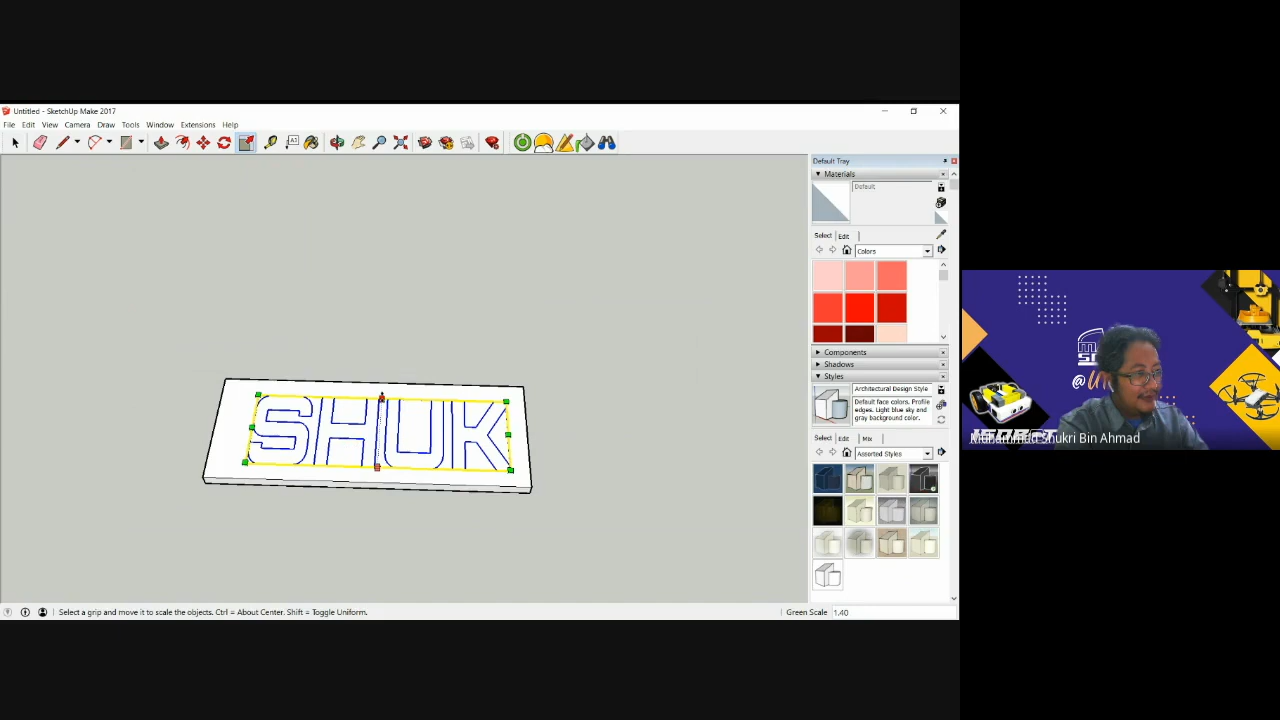 Untitled - SketchUp Make 2017
File Edit View Camera Draw Tools Window Extensions Help
A1
Default Tray
Materials
Default
Select Edit
Colors
Components
Shadows
Styles
Architectural Design Style
Default face colors. Profile
edges. Light blue sky and
gray background color.
Select Edit Mix
Assorted Styles
SHUK
Select a grip and move it to scale the objects. Ctrl = About Center. Shift = Toggle Uniform.
Green Scale 1.40
Muhammad Shukri Bin Ahmad